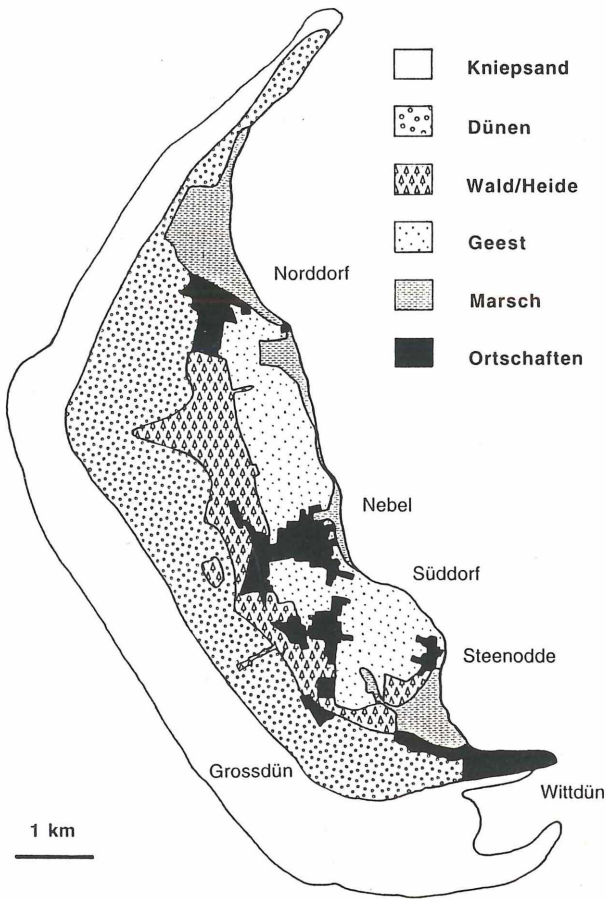 Kniepsand
Dünen
Wald/Heide
Geest
Marsch
Ortschaften
Norddorf
Nebel
Süddorf
Steenodde
Grossdün
Wittdün
1 km